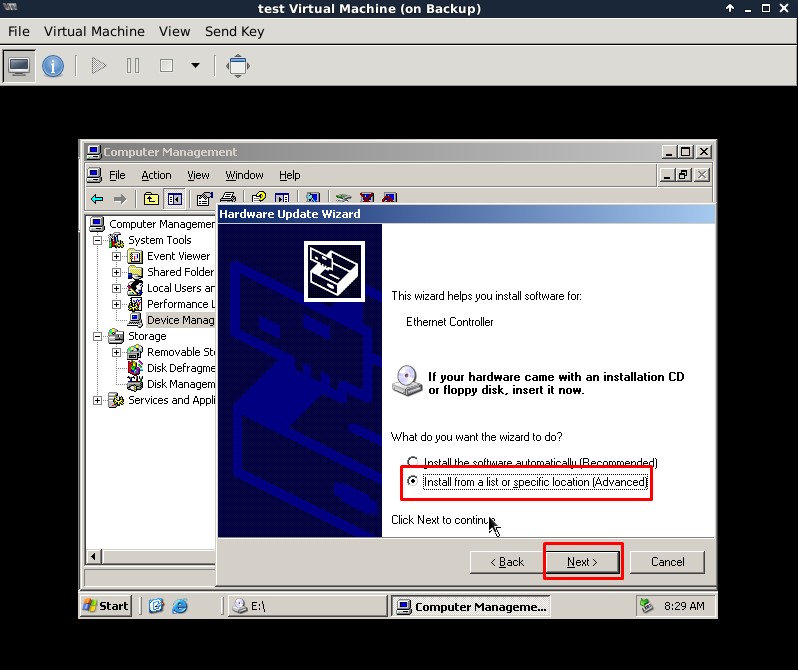 test Virtual Machine (on Backup)
File Virtual Machine View Send Key
Computer Management
File Action View Window Help
Hardware Update Wizard
Computer Managemen
System Tools
Event Viewer
Shared Folder
Local Users an
Performance L
Device Manag
Storage
Removable St
Disk Defragme
Disk Managem
Services and Appli
This wizard helps you install software for:
Ethernet Controller
If your hardware came with an installation CD
or floppy disk, insert it now.
What do you want the wizard to do?
Install the software automatically (Recommended)
Install from a list or specific location (Advanced)
Click Next to continue
< Back Next > Cancel
Start E:\ Computer Manageme... 8:29 AM